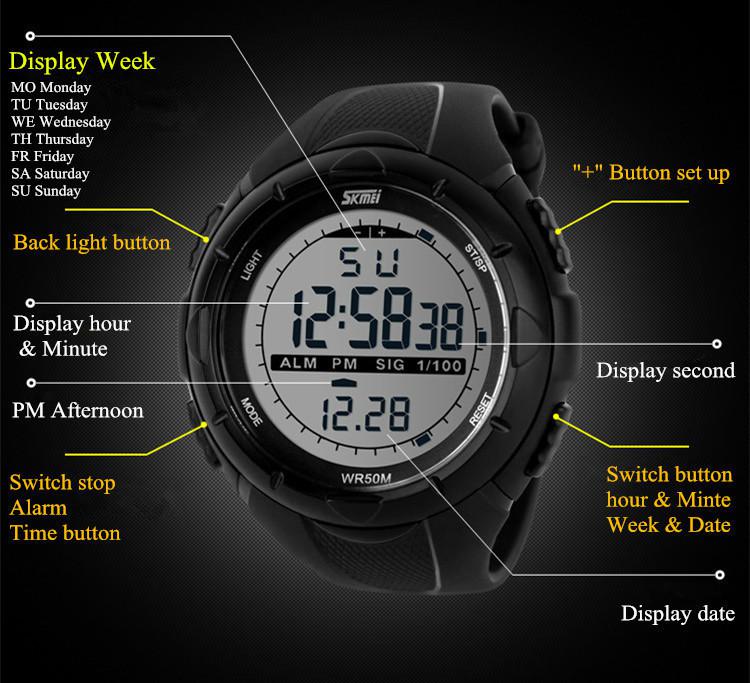 Display Week
MO Monday
TU Tuesday
WE Wednesday
TH Thursday
FR Friday
SA Saturday
SU Sunday
"+" Button set up
SKMEI
Back light button
LIGHT
ST/SP
- | +
SU
12:58 38
Display hour
& Minute
ALM PM SIG 1/100
Display second
PM Afternoon
12.28
MODE
RESET
WR50M
Switch stop
Alarm
Time button
Switch button
hour & Minte
Week & Date
Display date